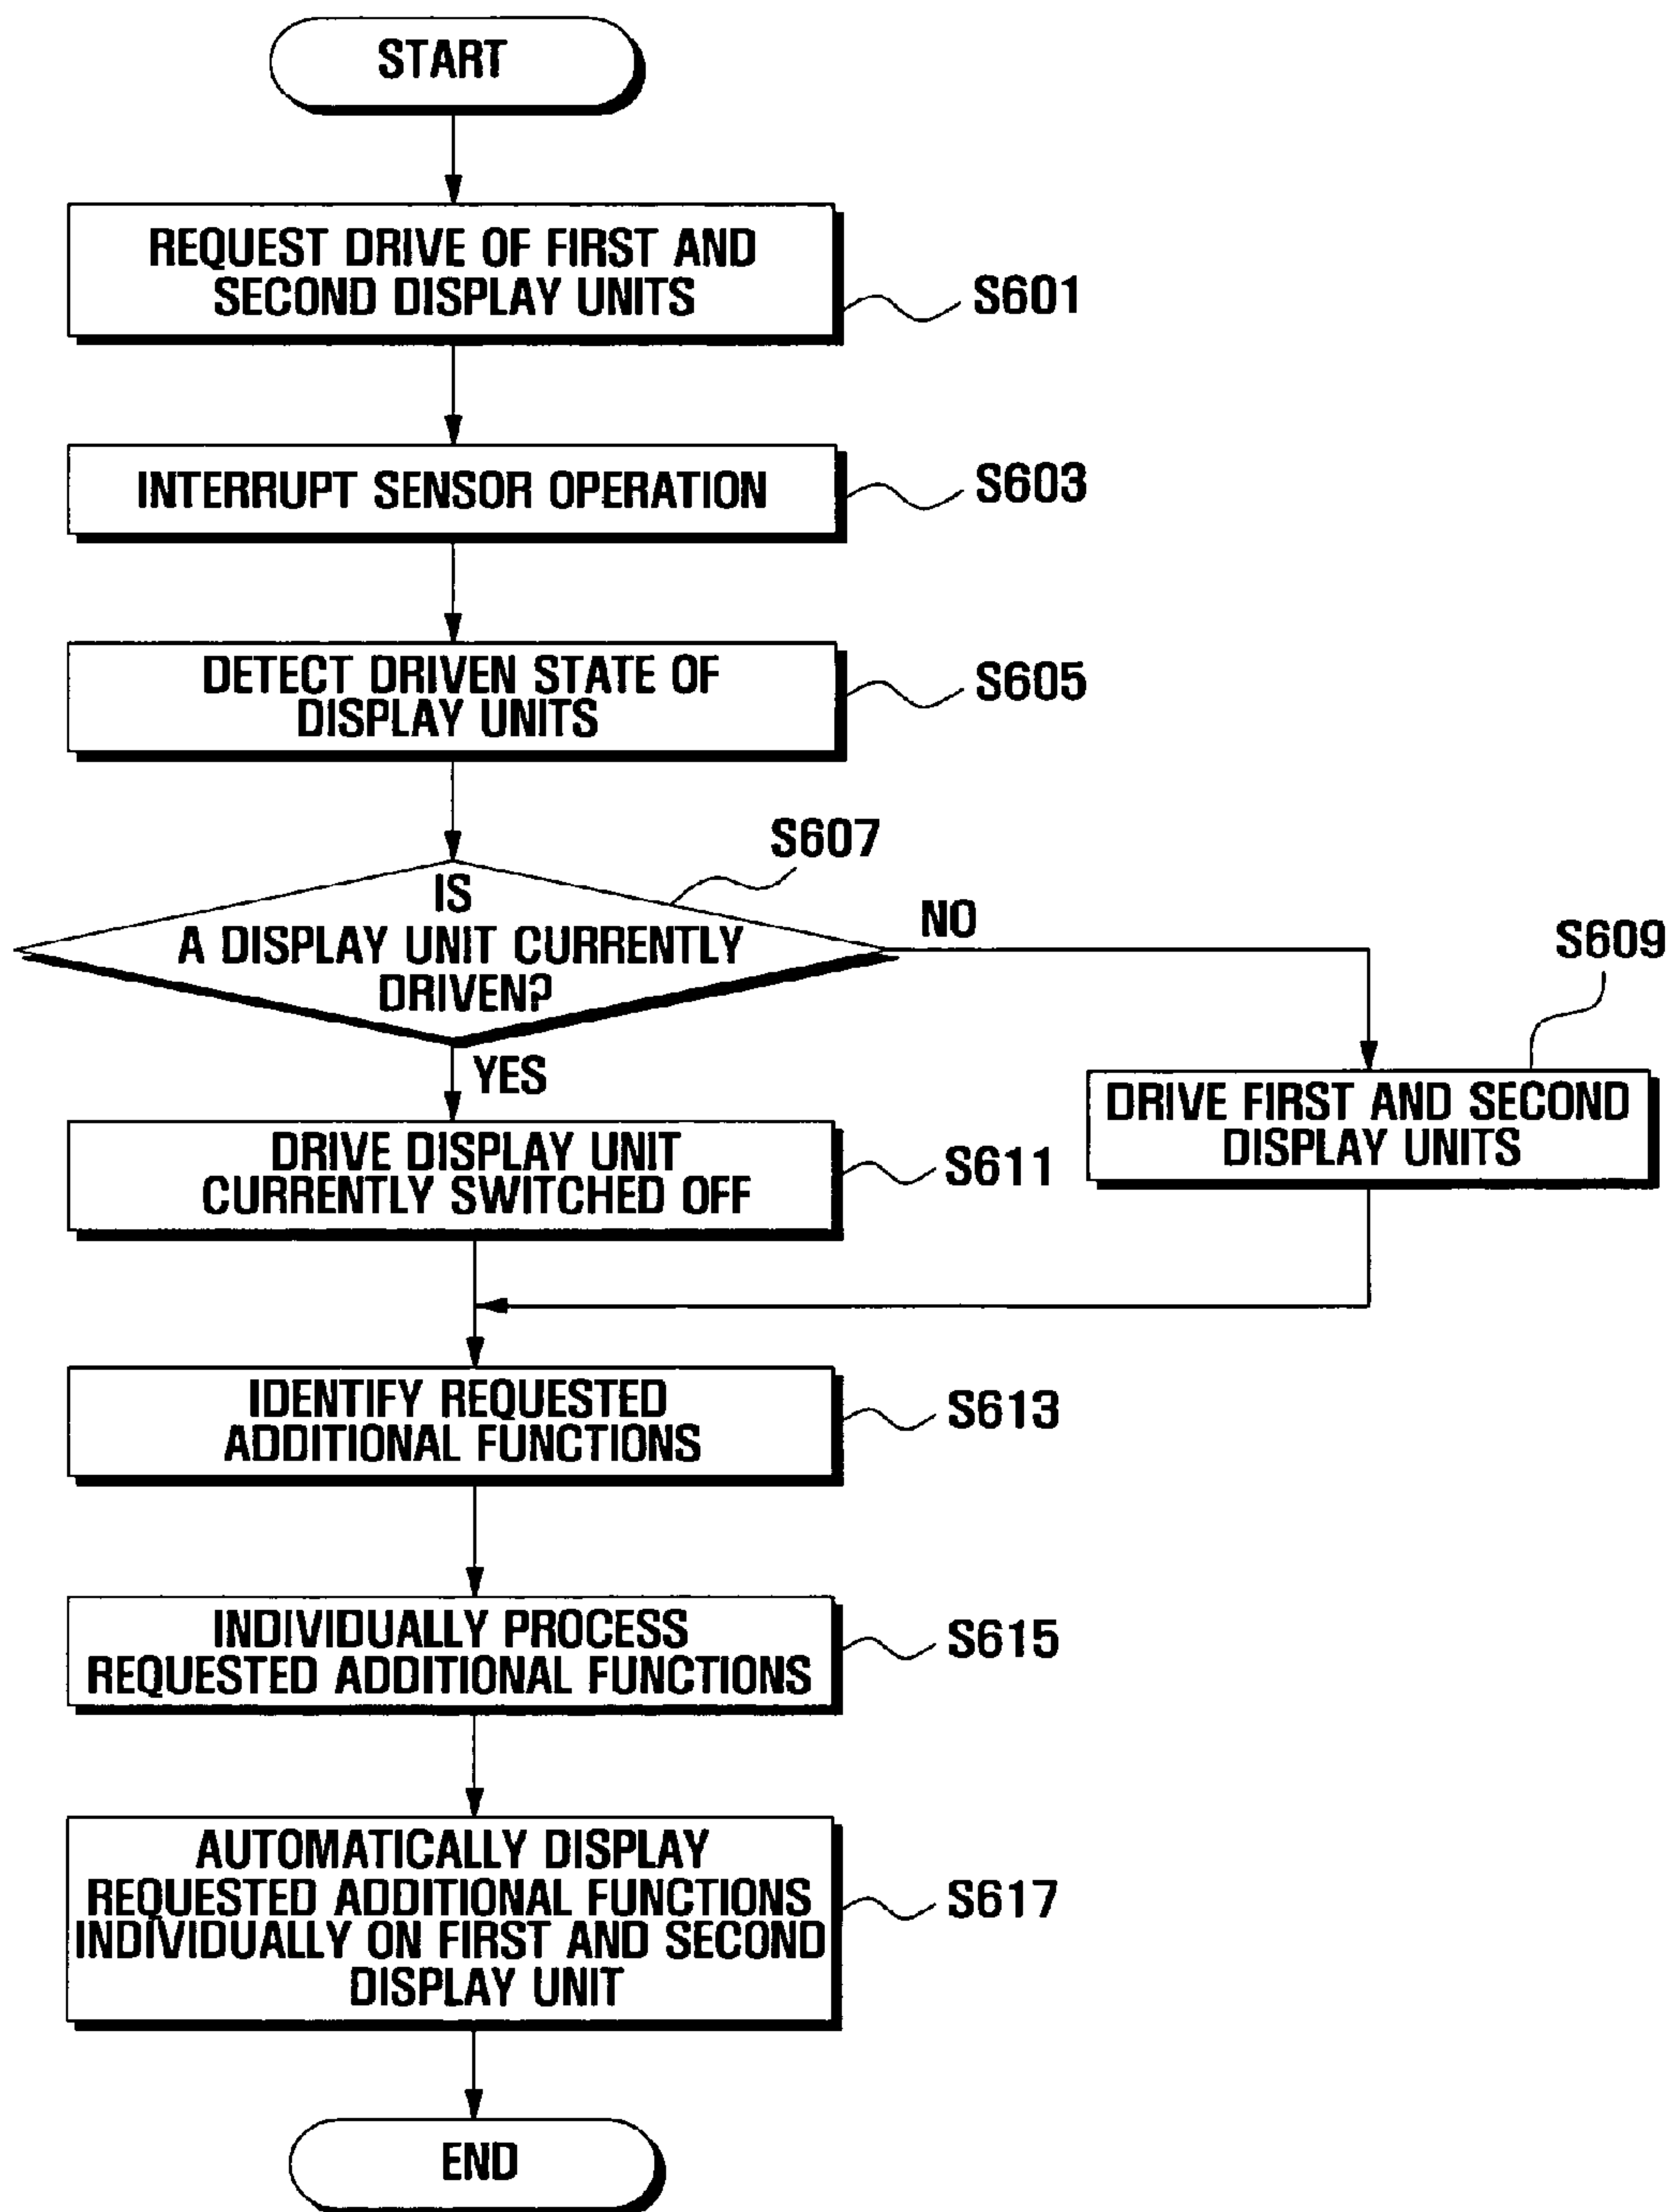 START
REQUEST DRIVE OF FIRST AND
SECOND DISPLAY UNITS
S601
INTERRUPT SENSOR OPERATION
S603
DETECT DRIVEN STATE OF
DISPLAY UNITS
S605
S607
IS
A DISPLAY UNIT CURRENTLY
DRIVEN?
NO
YES
S609
DRIVE FIRST AND SECOND
DISPLAY UNITS
DRIVE DISPLAY UNIT
CURRENTLY SWITCHED OFF
S611
IDENTIFY REQUESTED
ADDITIONAL FUNCTIONS
S613
INDIVIDUALLY PROCESS
REQUESTED ADDITIONAL FUNCTIONS
S615
AUTOMATICALLY DISPLAY
REQUESTED ADDITIONAL FUNCTIONS
INDIVIDUALLY ON FIRST AND SECOND
DISPLAY UNIT
S617
END